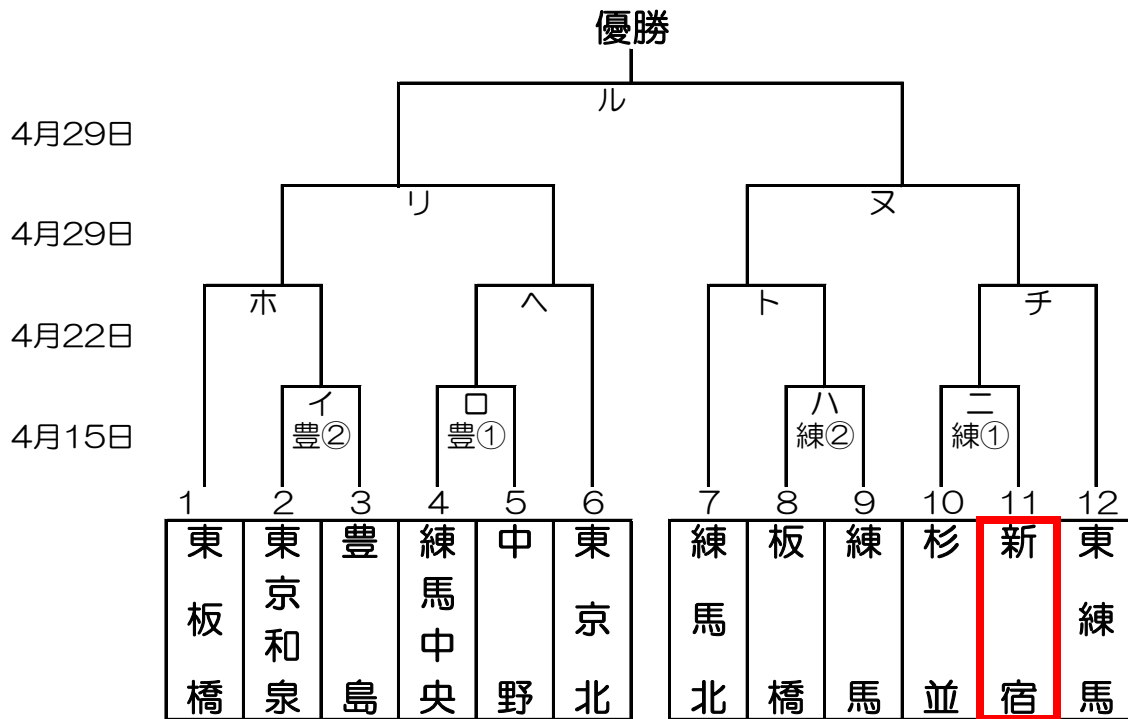 優勝
ル
4月29日
リ ヌ
4月29日
ホ ヘ ト チ
4月22日
イ ロ ハ ニ
4月15日 豊② 豊① 練② 練①
1 2 3 4 5 6 7 8 9 10 11 12
東板橋
東京和泉
豊島
練馬中央
中野
東京北
練馬北
板橋
練馬
杉並
新宿
東練馬